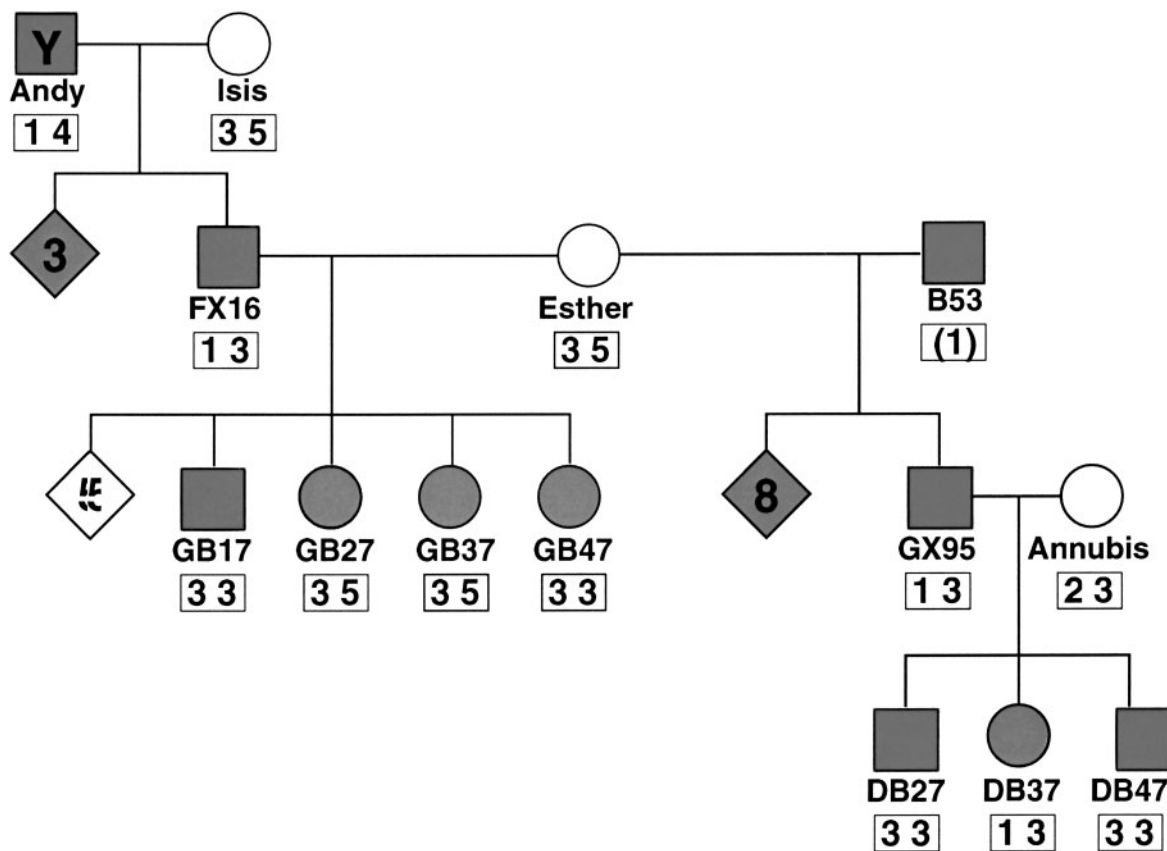 Y
Andy Isis
1 4 3 5
3
FX16 Esther B53
1 3 3 5 (1)
8
GB17 GB27 GB37 GB47 GX95 Annubis
3 3 3 5 3 5 3 3 1 3 2 3
DB27 DB37 DB47
3 3 1 3 3 3